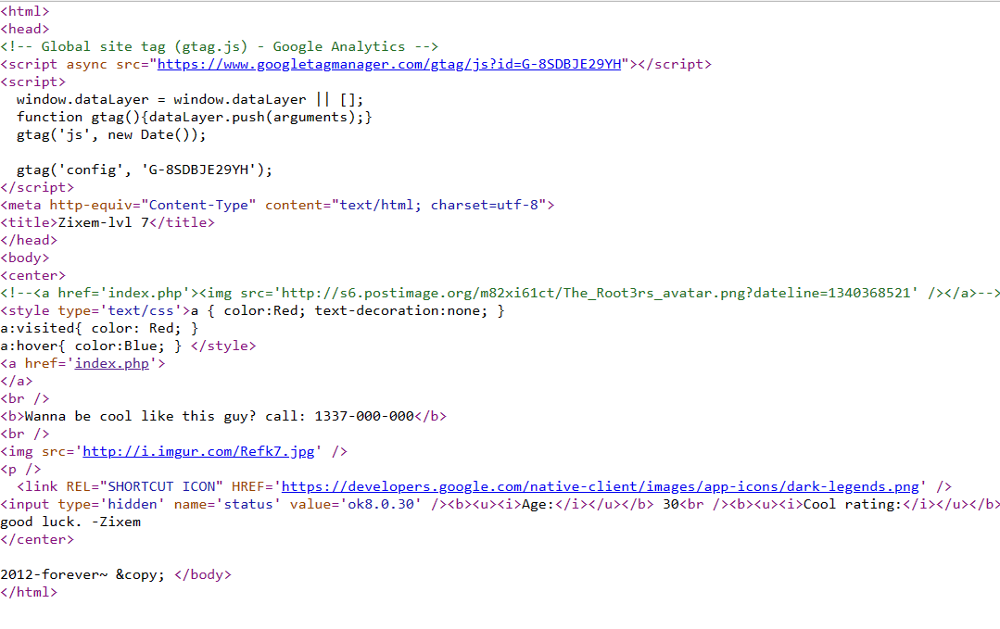 <html>
<head>
<!-- Global site tag (gtag.js) - Google Analytics -->
<script async src="https://www.googletagmanager.com/gtag/js?id=G-8SDBJE29YH"></script>
<script>
  window.dataLayer = window.dataLayer || [];
  function gtag(){dataLayer.push(arguments);}
  gtag('js', new Date());

  gtag('config', 'G-8SDBJE29YH');
</script>
<meta http-equiv="Content-Type" content="text/html; charset=utf-8">
<title>Zixem-lvl 7</title>
</head>
<body>
<center>
<!--<a href='index.php'><img src='http://s6.postimage.org/m82xi61ct/The_Root3rs_avatar.png?dateline=1340368521' /></a>-->
<style type='text/css'>a { color:Red; text-decoration:none; }
a:visited{ color: Red; }
a:hover{ color:Blue; } </style>
<a href='index.php'>
</a>
<br />
<b>Wanna be cool like this guy? call: 1337-000-000</b>
<br />
<img src='http://i.imgur.com/Refk7.jpg' />
<p />
  <link REL="SHORTCUT ICON" HREF='https://developers.google.com/native-client/images/app-icons/dark-legends.png' />
<input type='hidden' name='status' value='ok8.0.30' /><b><u><i>Age:</i></u></b> 30<br /><b><u><i>Cool rating:</i></u></b>
good luck. -Zixem
</center>

2012-forever~ &copy; </body>
</html>